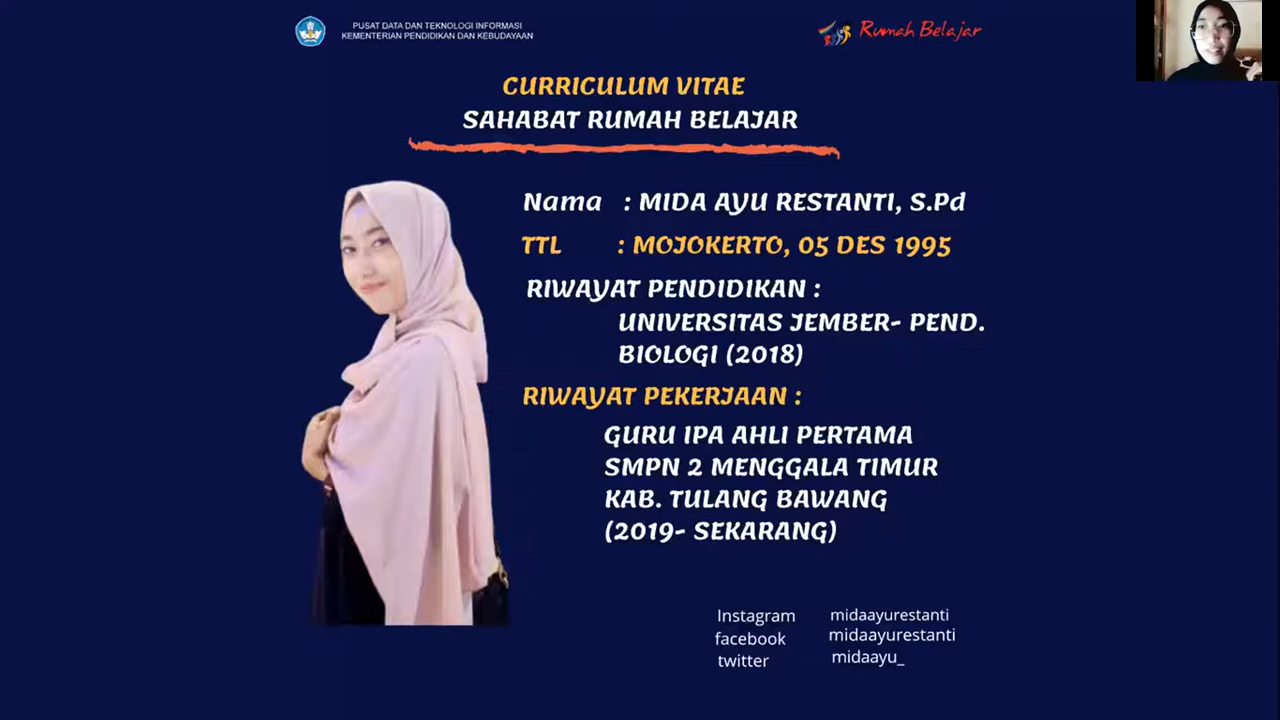 PUSAT DATA DAN TEKNOLOGI INFORMASI
KEMENTERIAN PENDIDIKAN DAN KEBUDAYAAN
Rumah Belajar
CURRICULUM VITAE
SAHABAT RUMAH BELAJAR
Nama : MIDA AYU RESTANTI, S.Pd
TTL : MOJOKERTO, 05 DES 1995
RIWAYAT PENDIDIKAN :
UNIVERSITAS JEMBER- PEND.
BIOLOGI (2018)
RIWAYAT PEKERJAAN :
GURU IPA AHLI PERTAMA
SMPN 2 MENGGALA TIMUR
KAB. TULANG BAWANG
(2019- SEKARANG)
Instagram midaayurestanti
facebook midaayurestanti
twitter midaayu_